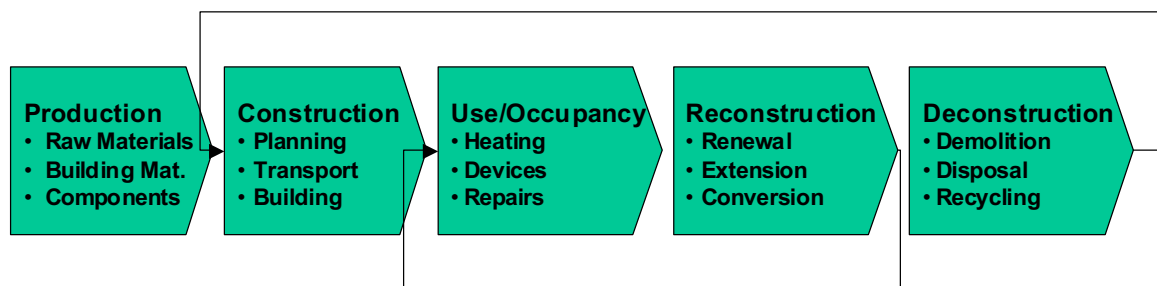 Production
• Raw Materials
• Building Mat.
• Components
Construction
• Planning
• Transport
• Building
Use/Occupancy
• Heating
• Devices
• Repairs
Reconstruction
• Renewal
• Extension
• Conversion
Deconstruction
• Demolition
• Disposal
• Recycling